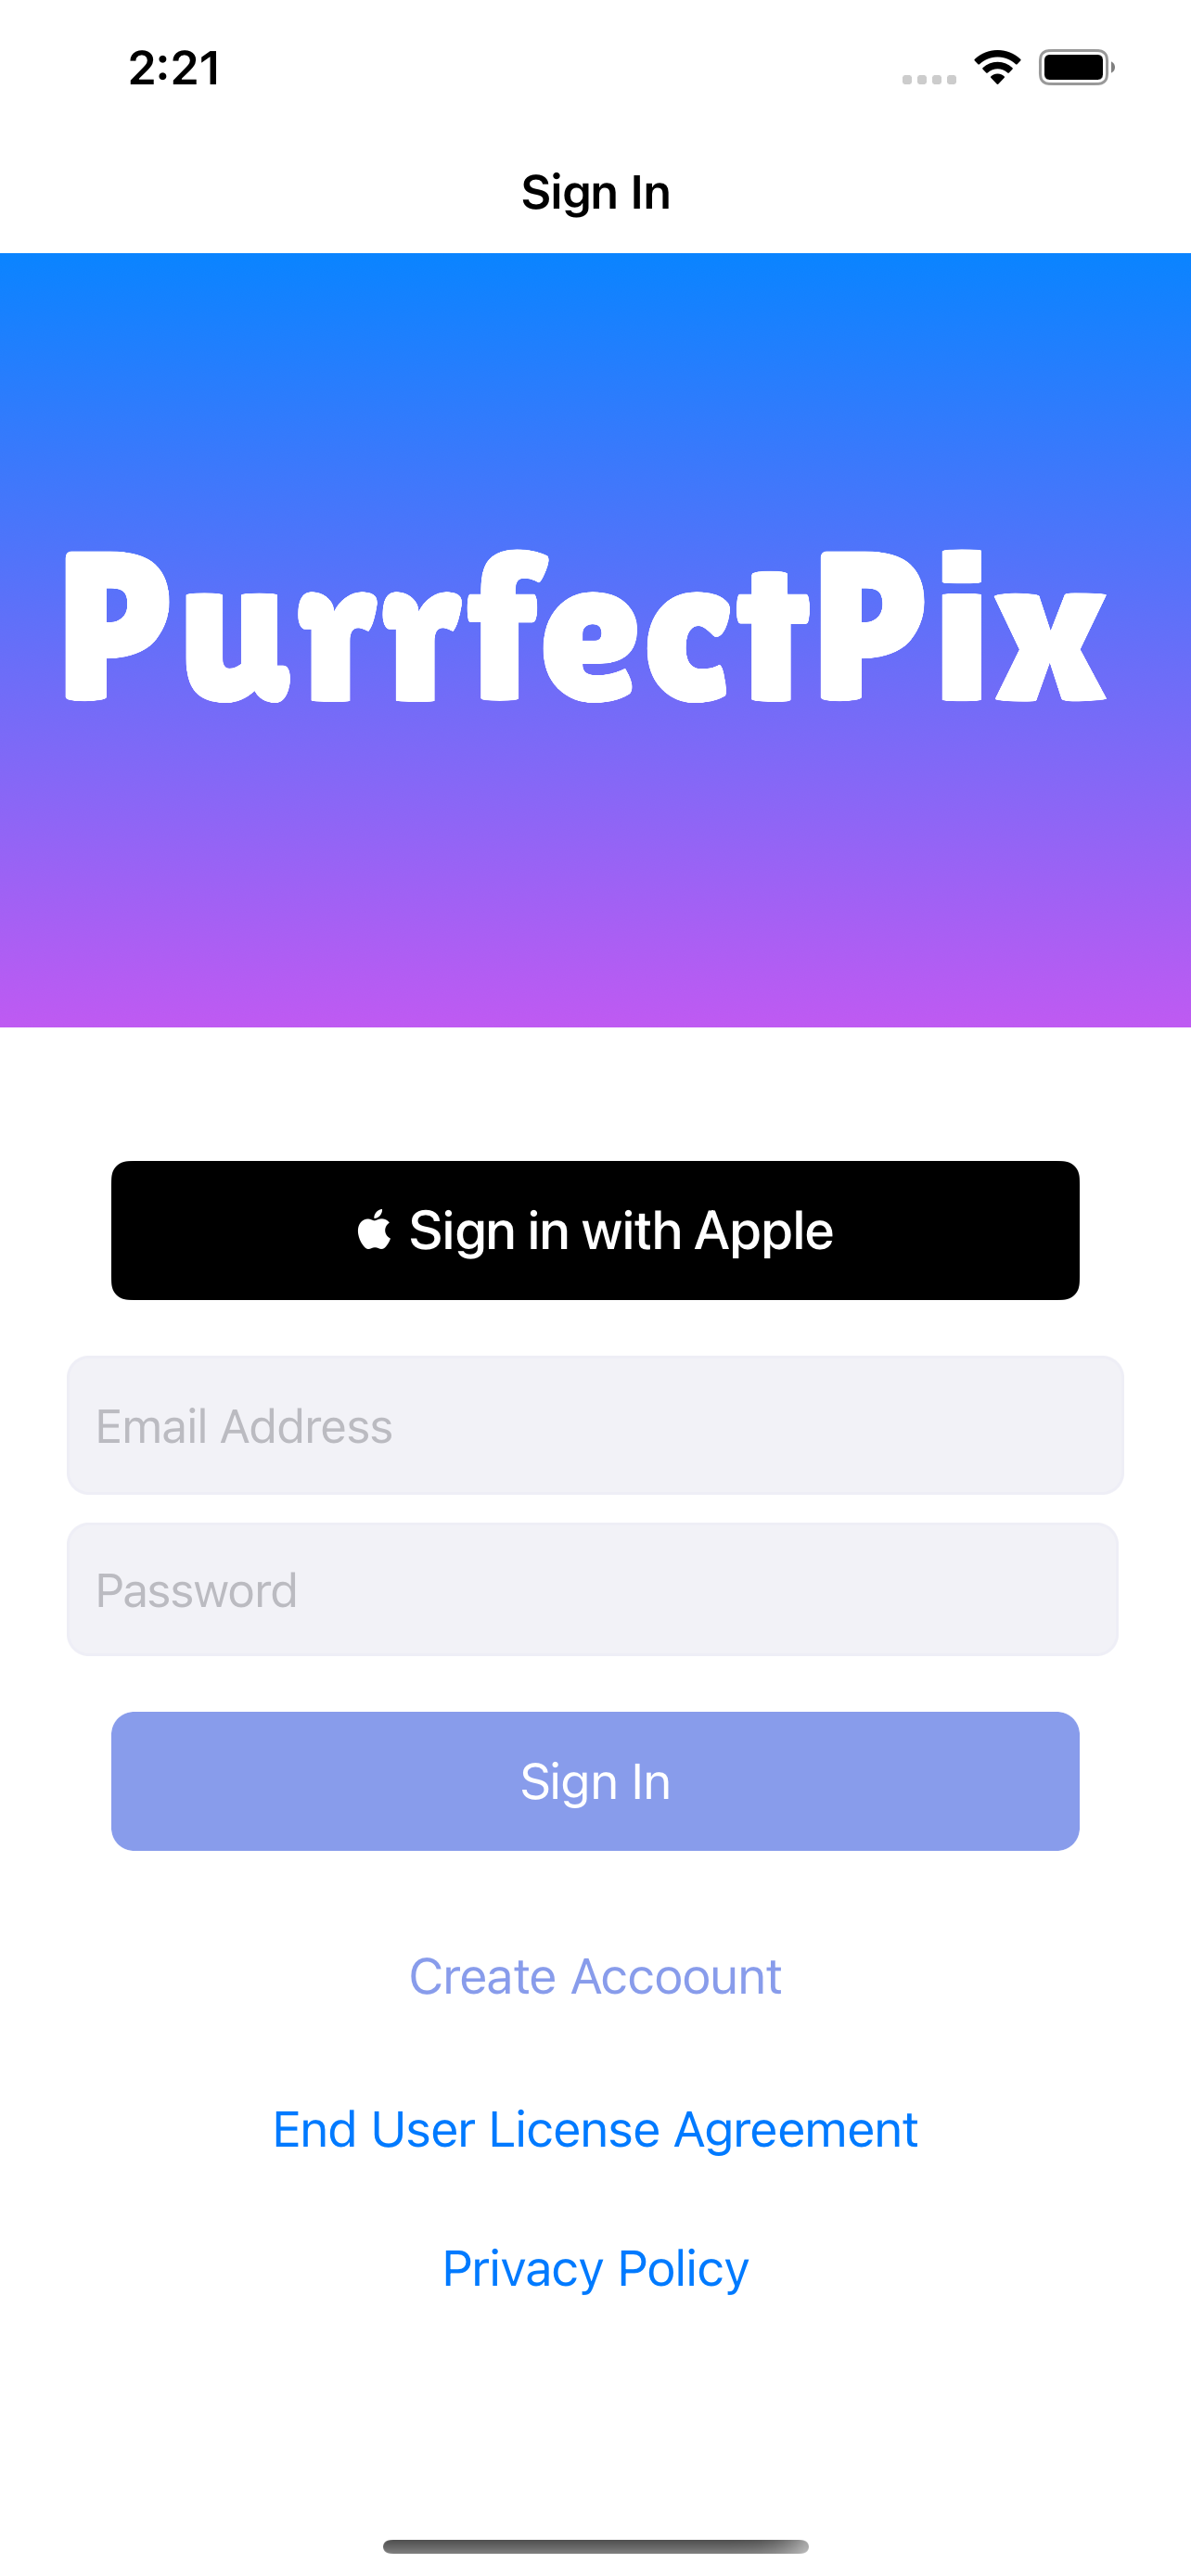 2:21
Sign In
PurrfectPix
Sign in with Apple
Email Address
Password
Sign In
Create Accoount
End User License Agreement
Privacy Policy